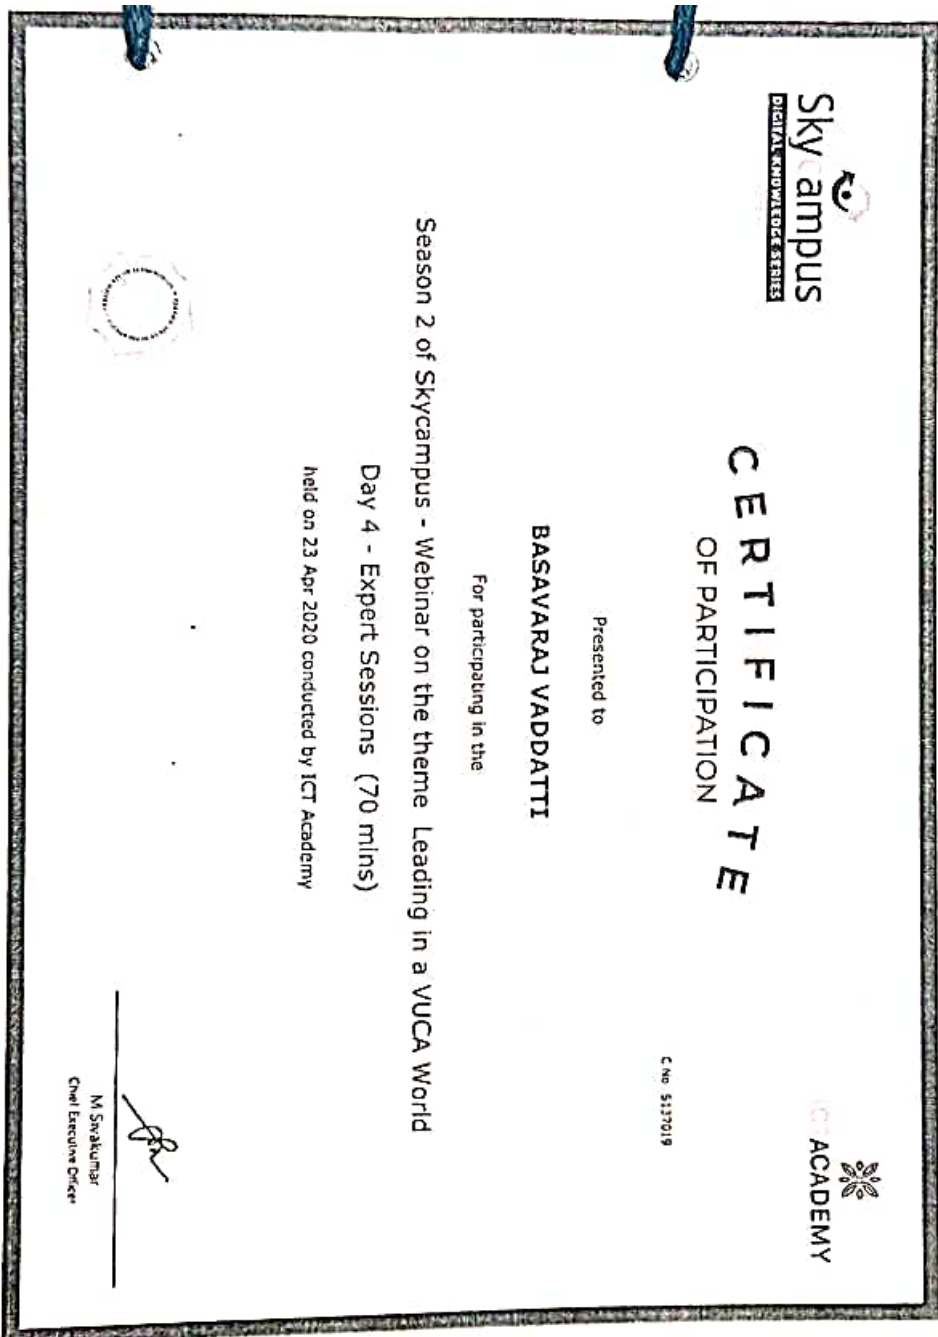 Skycampus
DIGITAL KNOWLEDGE SERIES
ICT ACADEMY
CERTIFICATE
OF PARTICIPATION
C No 5137019
Presented to
BASAVARAJ VADDATTI
For participating in the
Season 2 of Skycampus - Webinar on the theme Leading in a VUCA World
Day 4 - Expert Sessions (70 mins)
held on 23 Apr 2020 conducted by ICT Academy
M Sivakumar
Chief Executive Officer